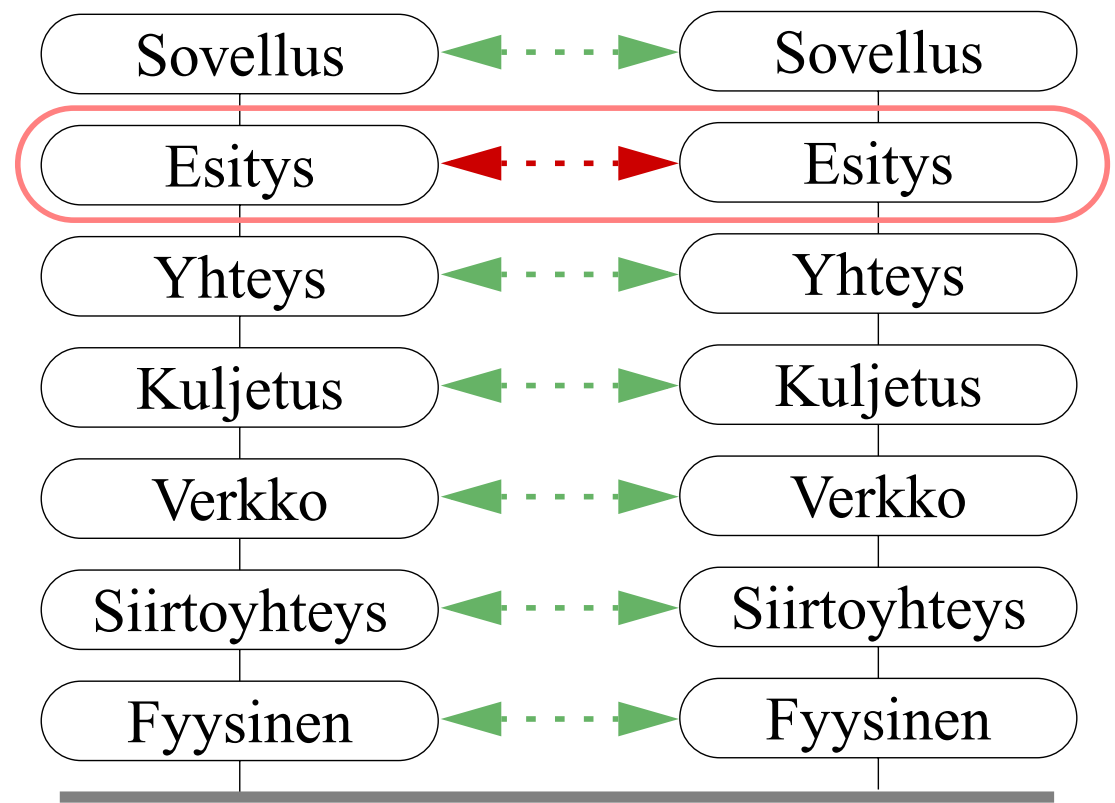 Sovellus Sovellus
Esitys Esitys
Yhteys Yhteys
Kuljetus Kuljetus
Verkko Verkko
Siirtoyhteys Siirtoyhteys
Fyysinen Fyysinen